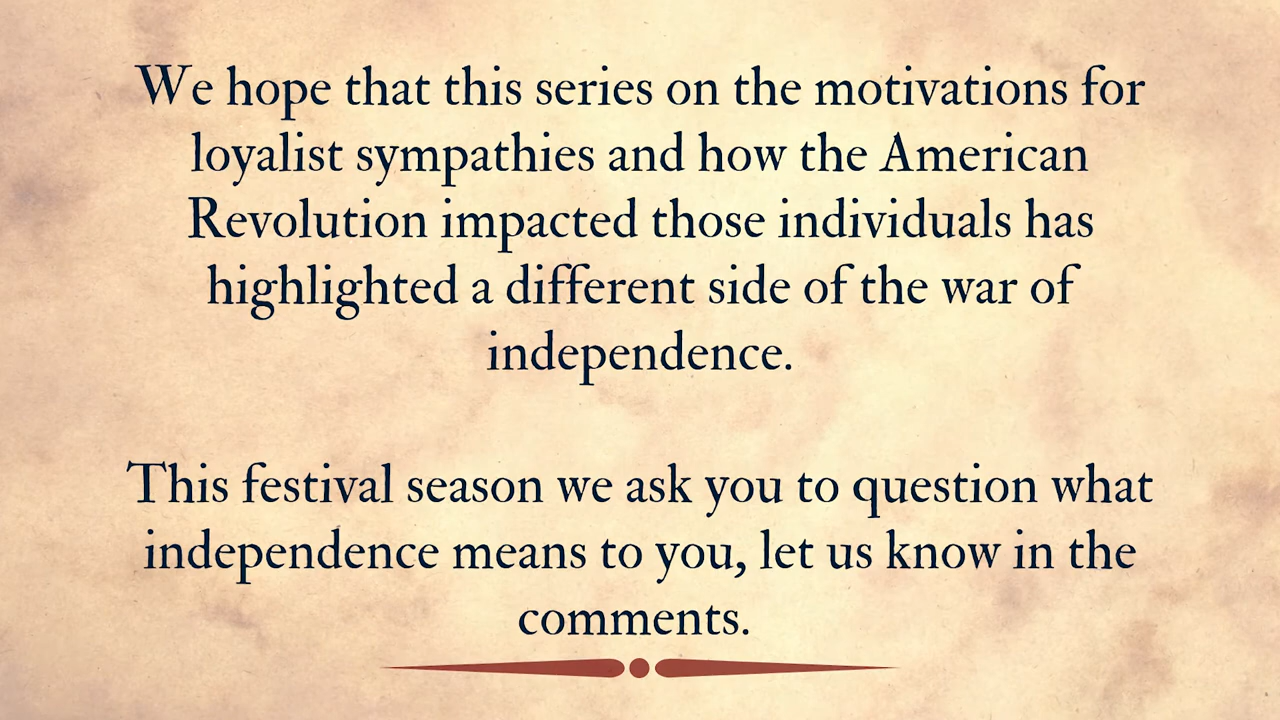 We hope that this series on the motivations for
loyalist sympathies and how the American
Revolution impacted those individuals has
highlighted a different side of the war of
independence.
This festival season we ask you to question what
independence means to you, let us know in the
comments.